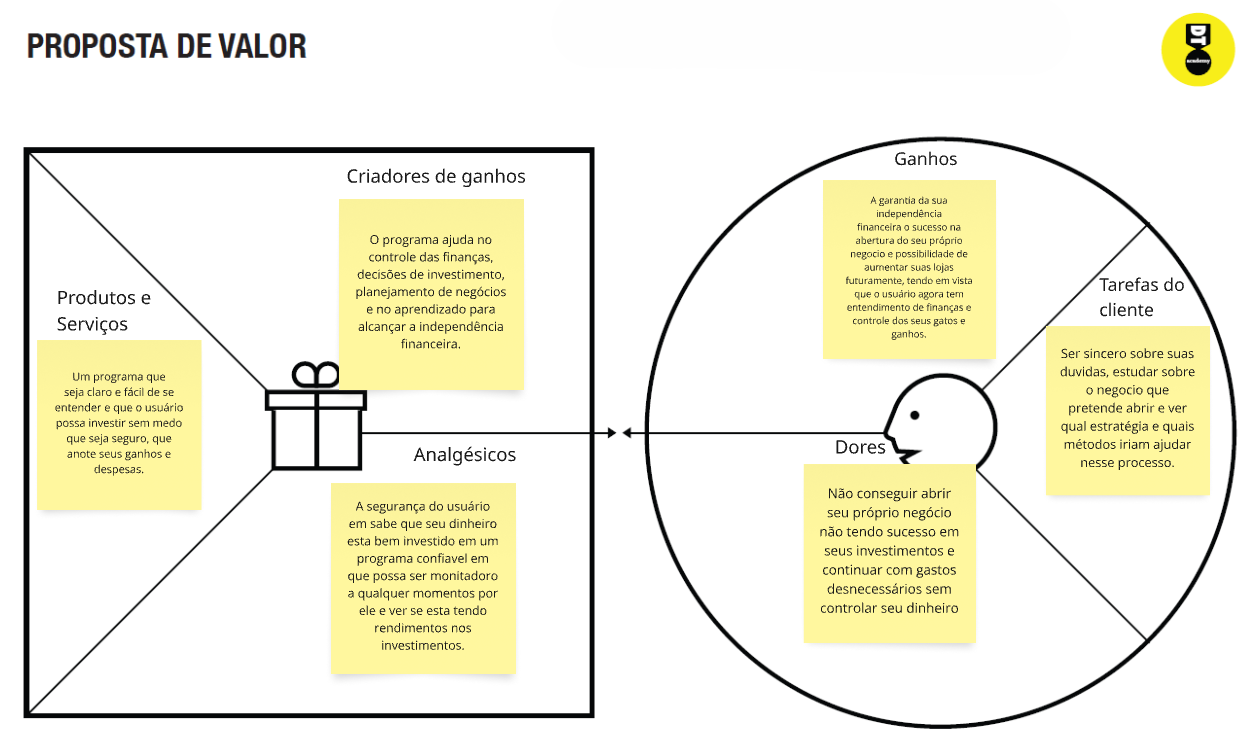 PROPOSTA DE VALOR
DT
academy
Criadores de ganhos
O programa ajuda no
controle das finanças,
decisões de investimento,
planejamento de negócios
e no aprendizado para
alcançar a independência
financeira.
Produtos e
Serviços
Um programa que
seja claro e fácil de se
entender e que o usuário
possa investir sem medo
que seja seguro, que
anote seus ganhos e
despesas.
Analgésicos
A segurança do usuário
em sabe que seu dinheiro
esta bem investido em um
programa confiavel em
que possa ser monitadoro
a qualquer momentos por
ele e ver se esta tendo
rendimentos nos
investimentos.
Ganhos
A garantia da sua
independência
financeira o sucesso na
abertura do seu próprio
negocio e possibilidade de
aumentar suas lojas
futuramente, tendo em vista
que o usuário agora tem
entendimento de finanças e
controle dos seus gatos e
ganhos.
Tarefas do
cliente
Ser sincero sobre suas
duvidas, estudar sobre
o negocio que
pretende abrir e ver
qual estratégia e quais
métodos iriam ajudar
nesse processo.
Dores
Não conseguir abrir
seu próprio negócio
não tendo sucesso em
seus investimentos e
continuar com gastos
desnecessários sem
controlar seu dinheiro